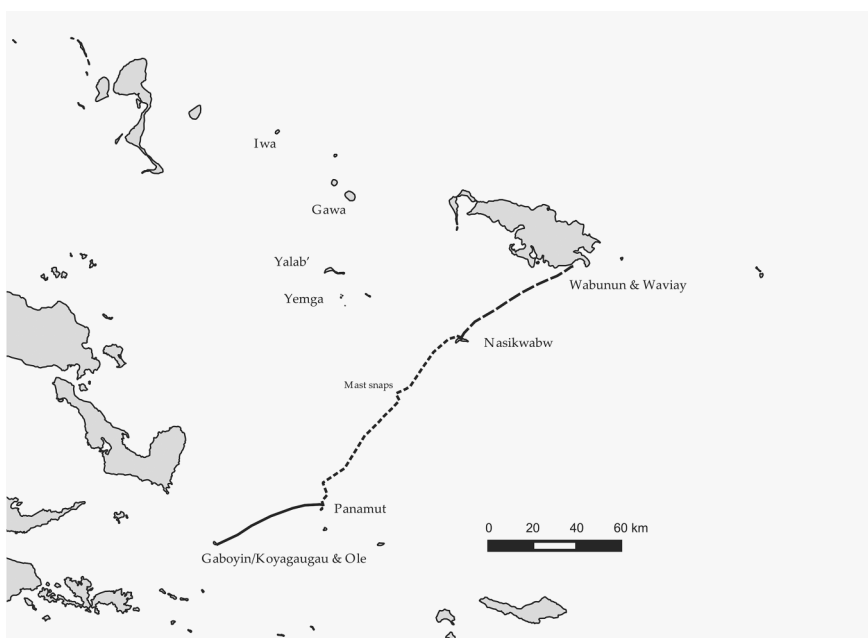 Iwa
Gawa
Yalab’
Yemga
Wabunun & Waviay
Nasikwabw
Mast snaps
Panamut
0 20 40 60 km
Gaboyin/Koyagaugau & Ole